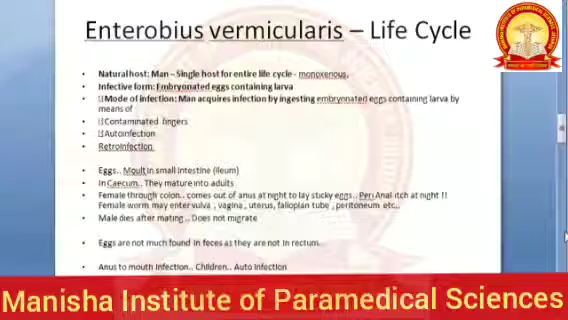 Enterobius vermicularis – Life Cycle
• Natural host: Man – Single host for entire life cycle - monoxenous.
• Infective form: Embryonated eggs containing larva
• Mode of infection: Man acquires infection by ingesting embryonated eggs containing larva by
means of
• Contaminated fingers
• Autoinfection
• Retroinfection
• Eggs.. Moult in small intestine (ileum)
• In Caecum.. They mature into adults
• Female through colon.. comes out of anus at night to lay sticky eggs.. Peri Anal itch at night !!
Female worm may enter vulva , vagina , uterus, fallopian tube , peritoneum etc..
• Male dies after mating.. Does not migrate
• Eggs are not much found in feces as they are not in rectum..
• Anus to mouth infection.. Children.. Auto infection
Manisha Institute of Paramedical Sciences